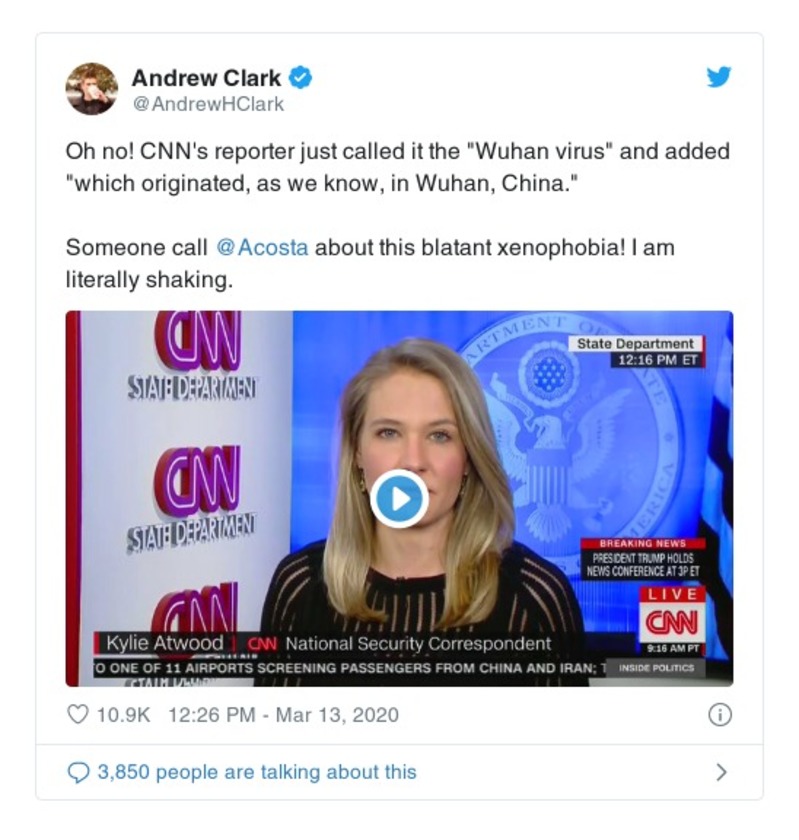 Andrew Clark
@AndrewHClark
Oh no! CNN's reporter just called it the "Wuhan virus" and added
"which originated, as we know, in Wuhan, China."
Someone call @Acosta about this blatant xenophobia! I am
literally shaking.
CNN
STATE DEPARTMENT
CNN
STATE DEPARTMENT
CNN
STATE DEPARTMENT
State Department
12:16 PM ET
BREAKING NEWS
PRESIDENT TRUMP HOLDS
NEWS CONFERENCE AT 3P ET
LIVE
CNN
9:16 AM PT
Kylie Atwood CNN National Security Correspondent
TO ONE OF 11 AIRPORTS SCREENING PASSENGERS FROM CHINA AND IRAN;
INSIDE POLITICS
10.9K 12:26 PM - Mar 13, 2020
3,850 people are talking about this